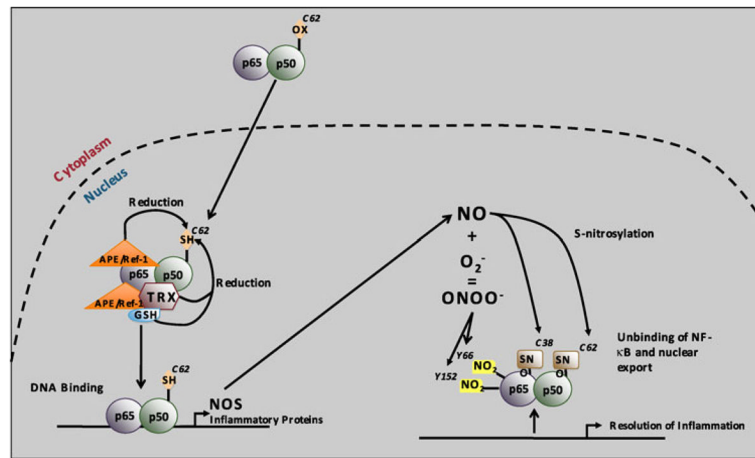 C62
OX
p65 p50
Cytoplasm
Nucleus
Reduction
C62
SH
APE/Ref-1
p65 p50
Reduction
APE/Ref-1 TRX
GSH
NO
+
O2-
=
ONOO-
S-nitrosylation
Y66
Y152
C38
C62
SN
O
SN
O
NO2
NO2
p65 p50
Unbinding of NF-
κB and nuclear
export
DNA Binding
C62
SH
p65 p50
NOS
Inflammatory Proteins
Resolution of Inflammation